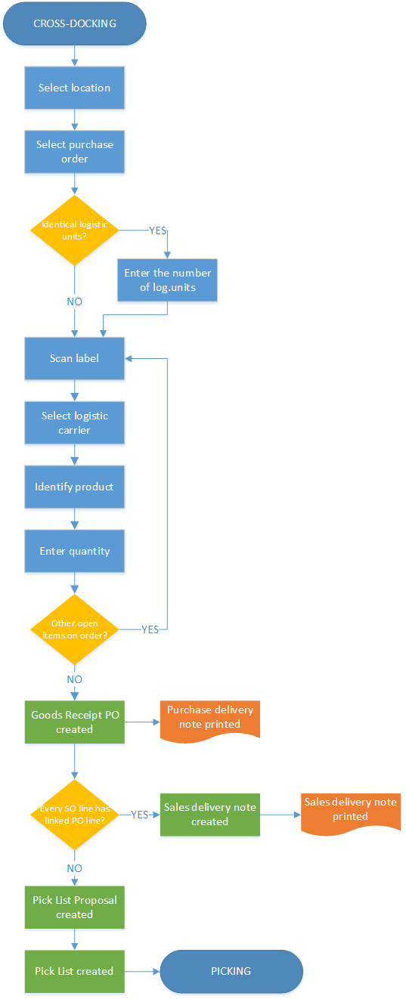 CROSS-DOCKING
Select location
Select purchase
order
Identical logistic
units?
YES
Enter the number
of log.units
NO
Scan label
Select logistic
carrier
Identify product
Enter quantity
Other open
items on order?
YES
NO
Goods Receipt PO
created
Purchase delivery
note printed
Every SO line has
linked PO line?
YES
Sales delivery note
created
Sales delivery note
printed
NO
Pick List Proposal
created
Pick List created
PICKING